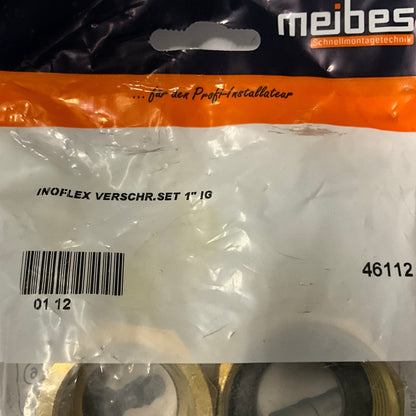 meibes
Schnellmontagetechnik
... für den Profi-Installateur
INOFLEX VERSCHR.SET 1" IG
46112
01 12